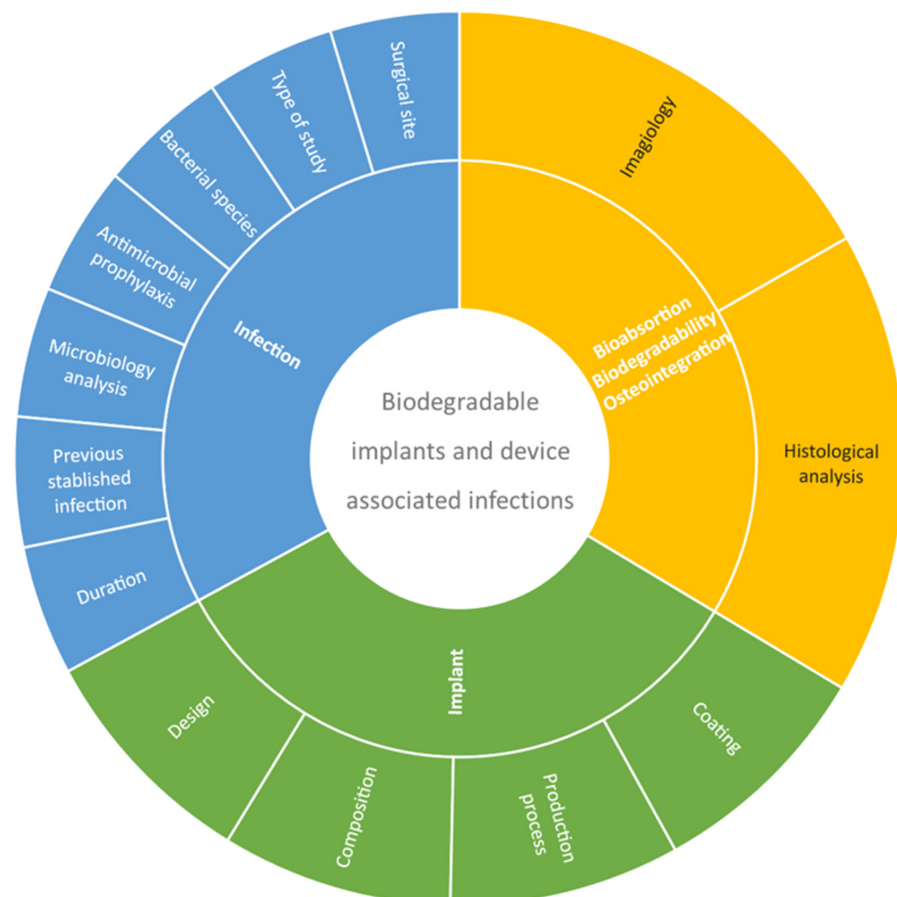 Biodegradable
implants and device
associated infections
Bioabsortion
Biodegradability
Osteointegration
Imagiology
Histological
analysis
Implant
Coating
Production
process
Composition
Design
Infection
Duration
Previous
stablished
infection
Microbiology
analysis
Antimicrobial
prophylaxis
Bacterial species
Type of study
Surgical site